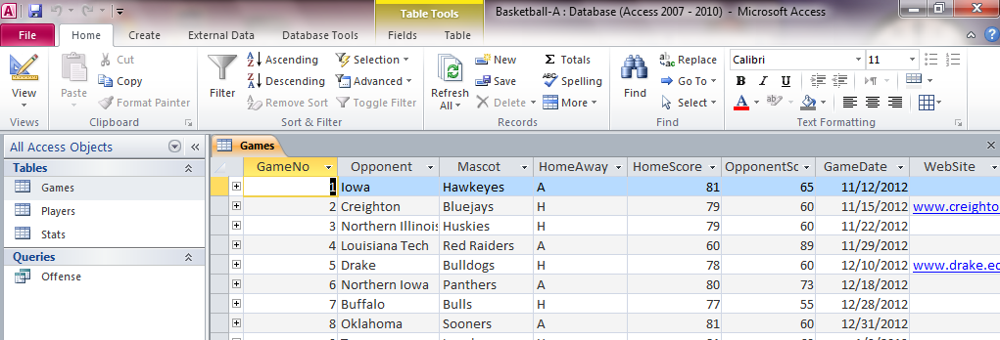 Table Tools Basketball-A : Database (Access 2007 - 2010) - Microsoft Access
File Home Create External Data Database Tools Fields Table
View
Views
Paste
Cut
Copy
Format Painter
Clipboard
Filter
Ascending
Descending
Remove Sort
Selection
Advanced
Toggle Filter
Sort & Filter
Refresh
All
New
Save
Delete
Totals
Spelling
More
Records
Find
Replace
Go To
Select
Find
Calibri 11
B I U
A
Text Formatting
All Access Objects
Tables
Games
Players
Stats
Queries
Offense
Games
GameNo Opponent Mascot HomeAway HomeScore OpponentSc GameDate WebSite
1 Iowa Hawkeyes A 81 65 11/12/2012
2 Creighton Bluejays H 79 60 11/15/2012 www.creighto
3 Northern Illinois Huskies H 79 60 11/22/2012
4 Louisiana Tech Red Raiders A 60 89 11/29/2012
5 Drake Bulldogs H 78 60 12/10/2012 www.drake.ec
6 Northern Iowa Panthers A 80 73 12/18/2012
7 Buffalo Bulls H 77 55 12/28/2012
8 Oklahoma Sooners A 81 60 12/31/2012